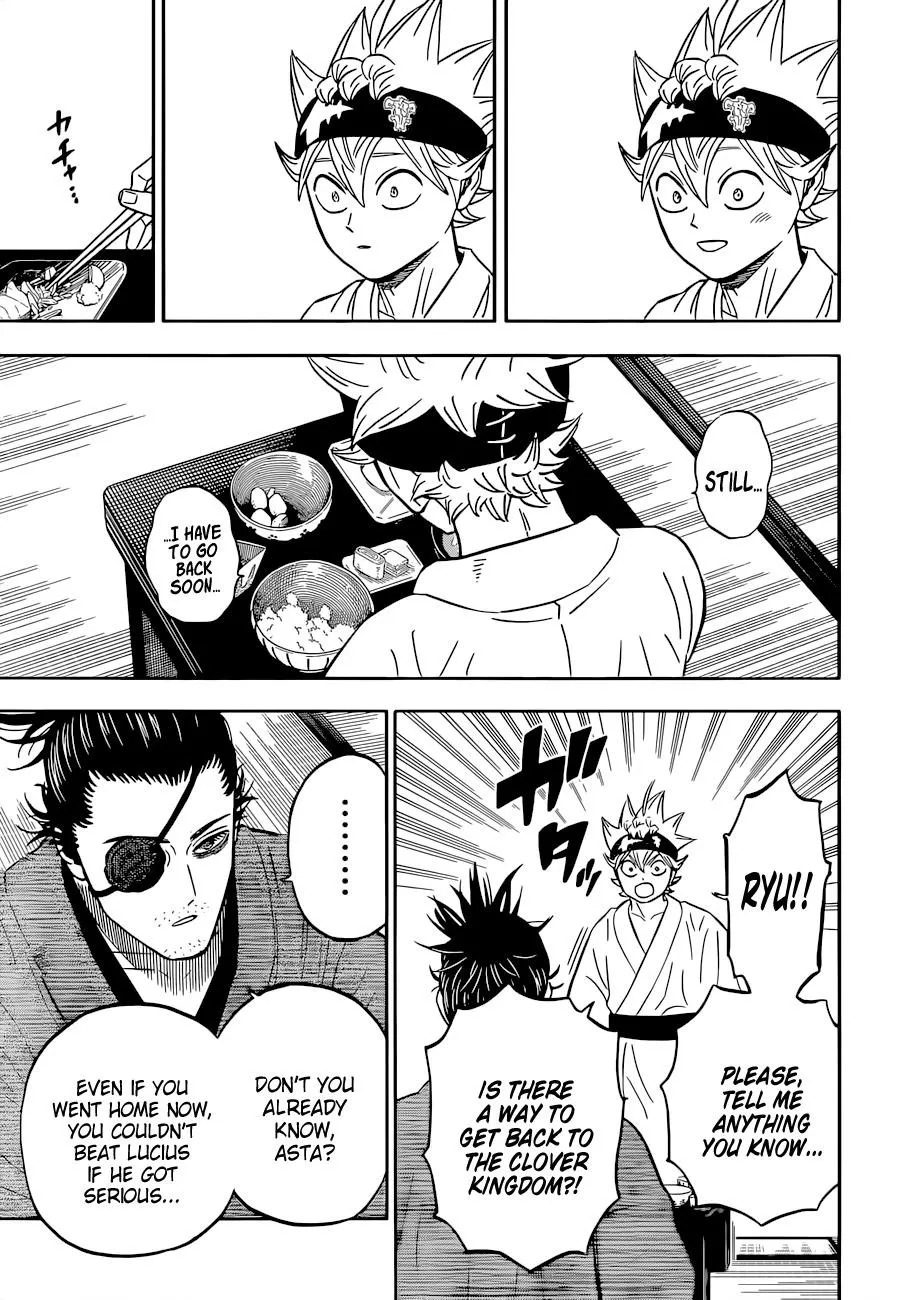 カチャ…
STILL...
...I HAVE
TO GO
BACK
SOON...
ガタ
RYU!!
PLEASE,
TELL ME
ANYTHING
YOU KNOW...
IS THERE
A WAY TO
GET BACK TO
THE CLOVER
KINGDOM?!
........
DON'T YOU
ALREADY
KNOW,
ASTA?
EVEN IF YOU
WENT HOME NOW,
YOU COULDN'T
BEAT LUCIUS
IF HE GOT
SERIOUS...